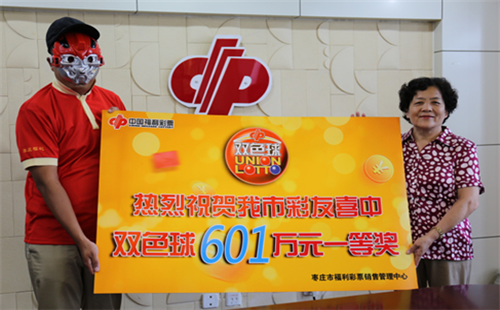 中国福利彩票
双色球
UNION
LOTTO
热烈祝贺我市彩友喜中
双色球601万元一等奖
枣庄市福利彩票销售管理中心